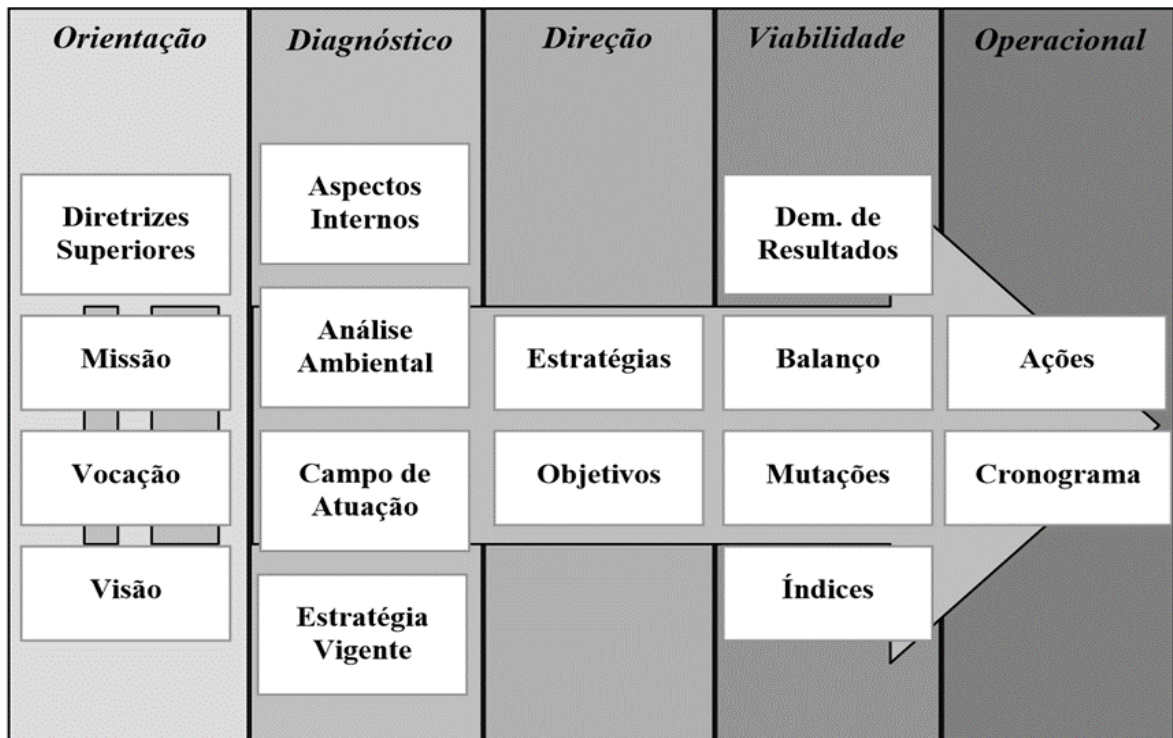 Orientação
Diagnóstico
Direção
Viabilidade
Operacional
Diretrizes
Superiores
Missão
Vocação
Visão
Aspectos
Internos
Análise
Ambiental
Campo de
Atuação
Estratégia
Vigente
Estratégias
Objetivos
Dem. de
Resultados
Balanço
Mutações
Índices
Ações
Cronograma